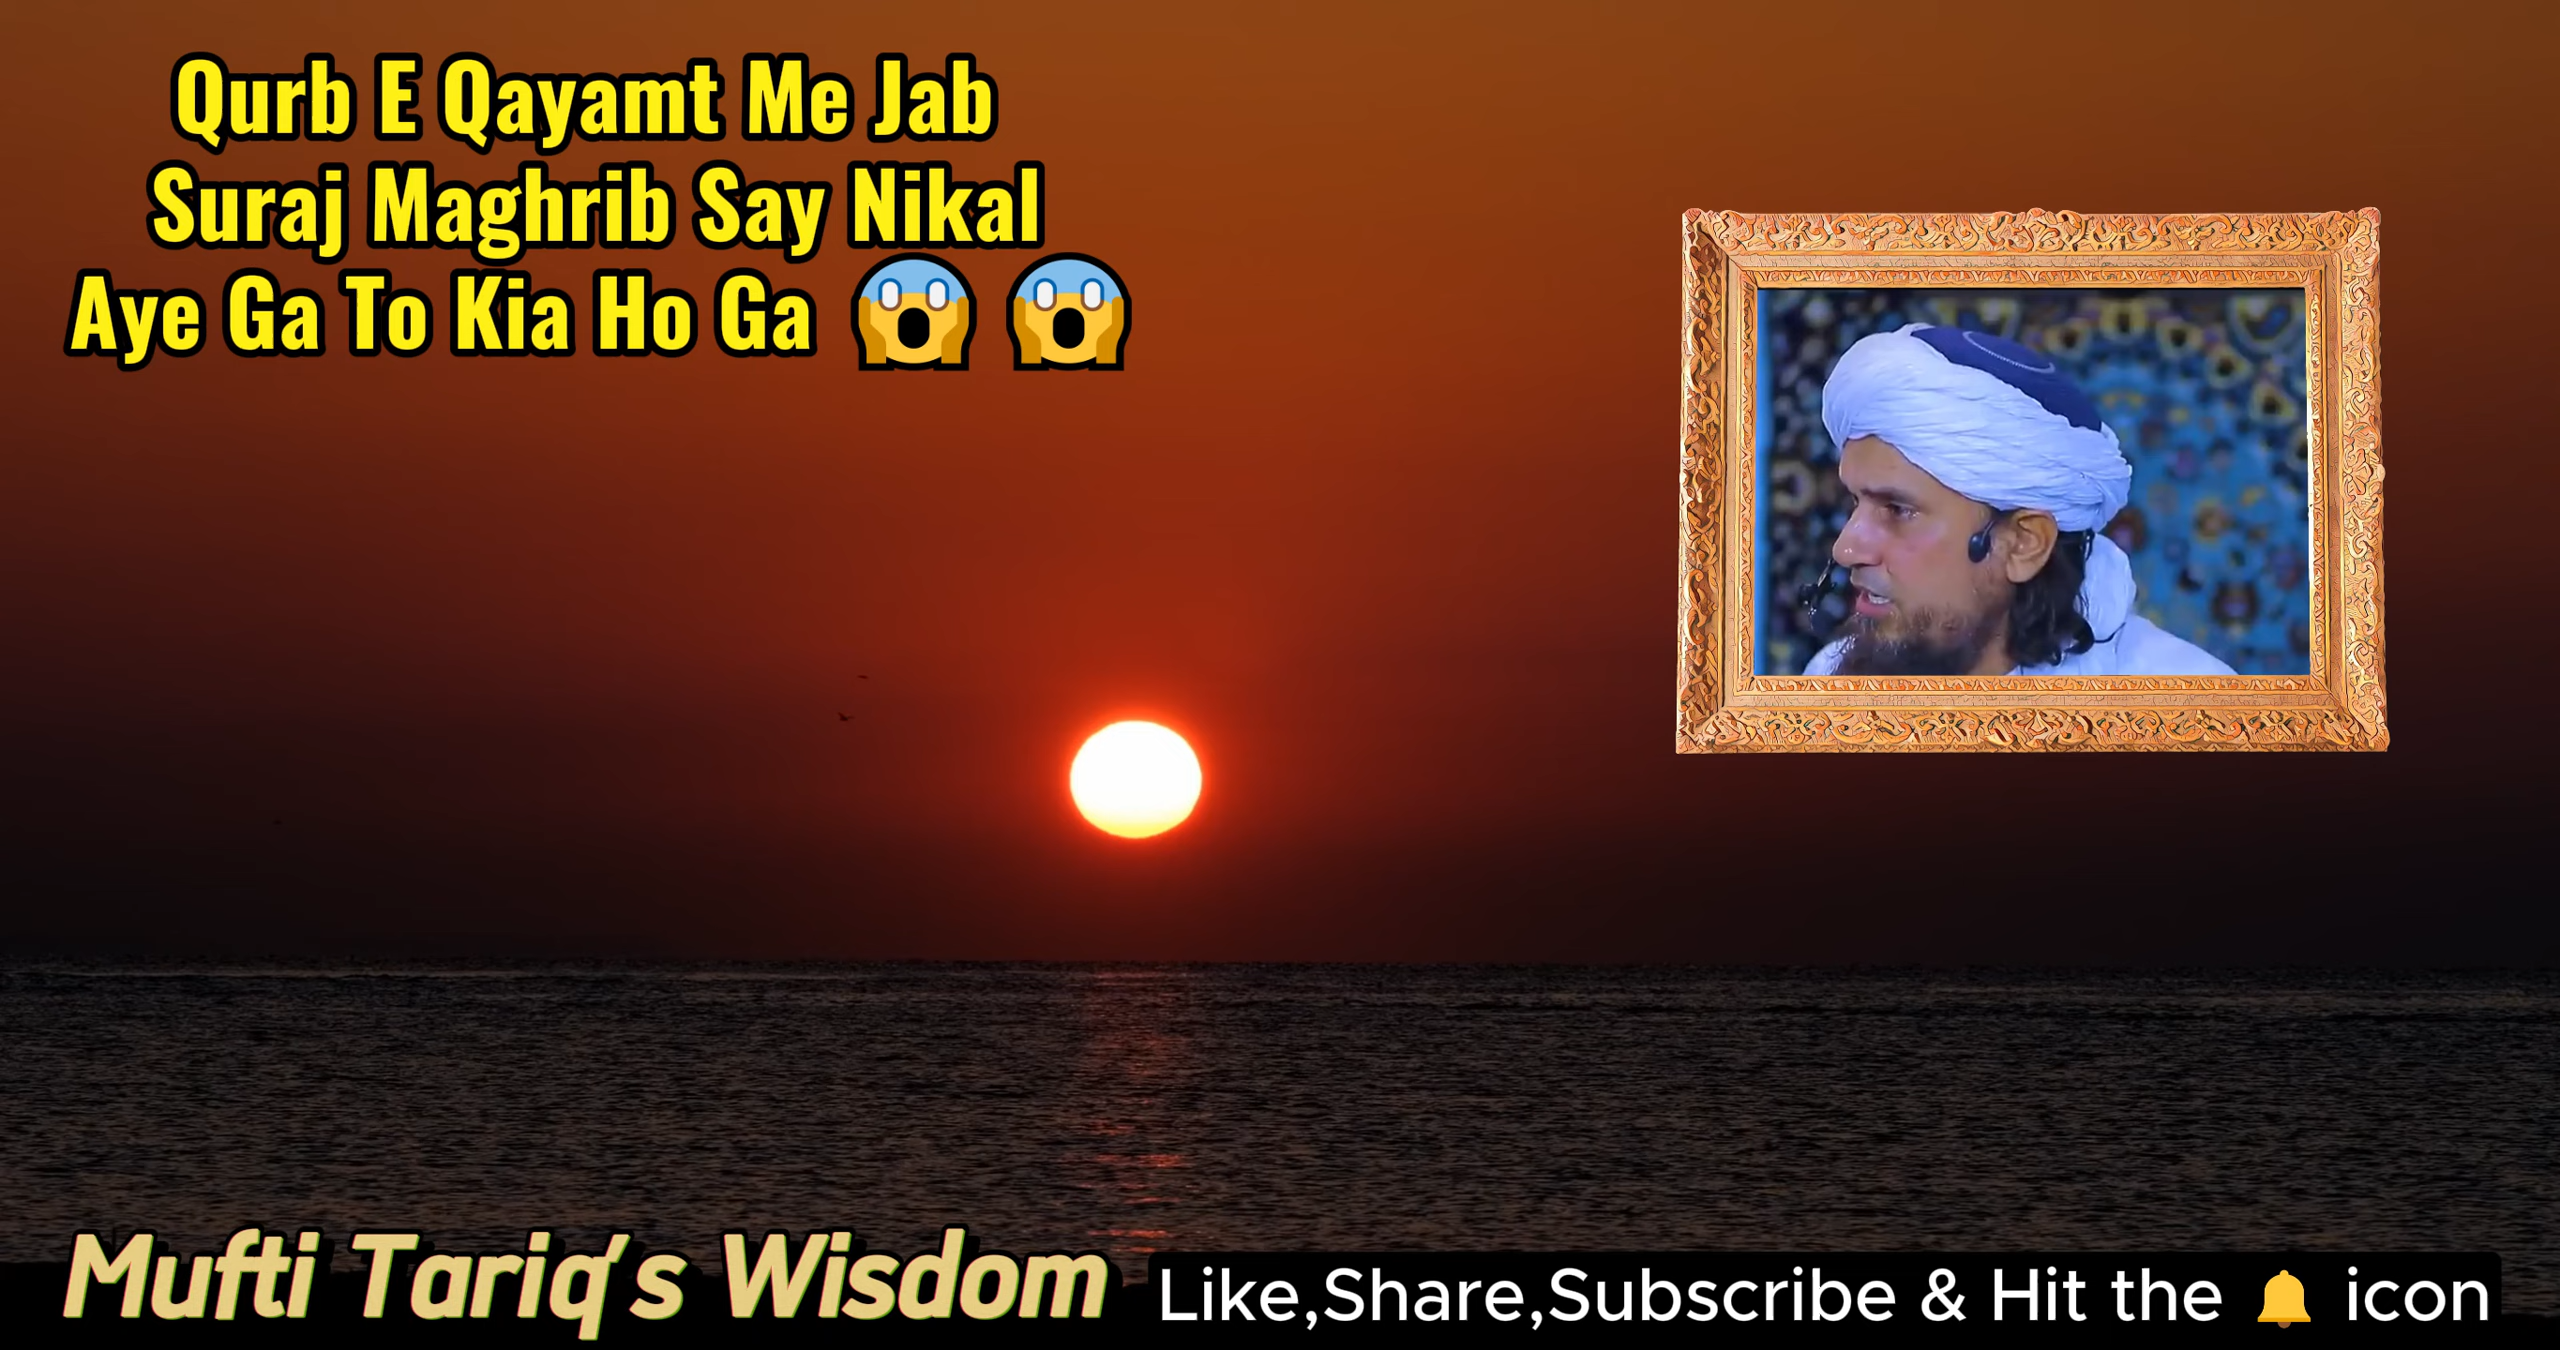 Qurb E Qayamt Me Jab
Suraj Maghrib Say Nikal
Aye Ga To Kia Ho Ga 😱 😱
Mufti Tariq's Wisdom
Like,Share,Subscribe & Hit the 🔔 icon